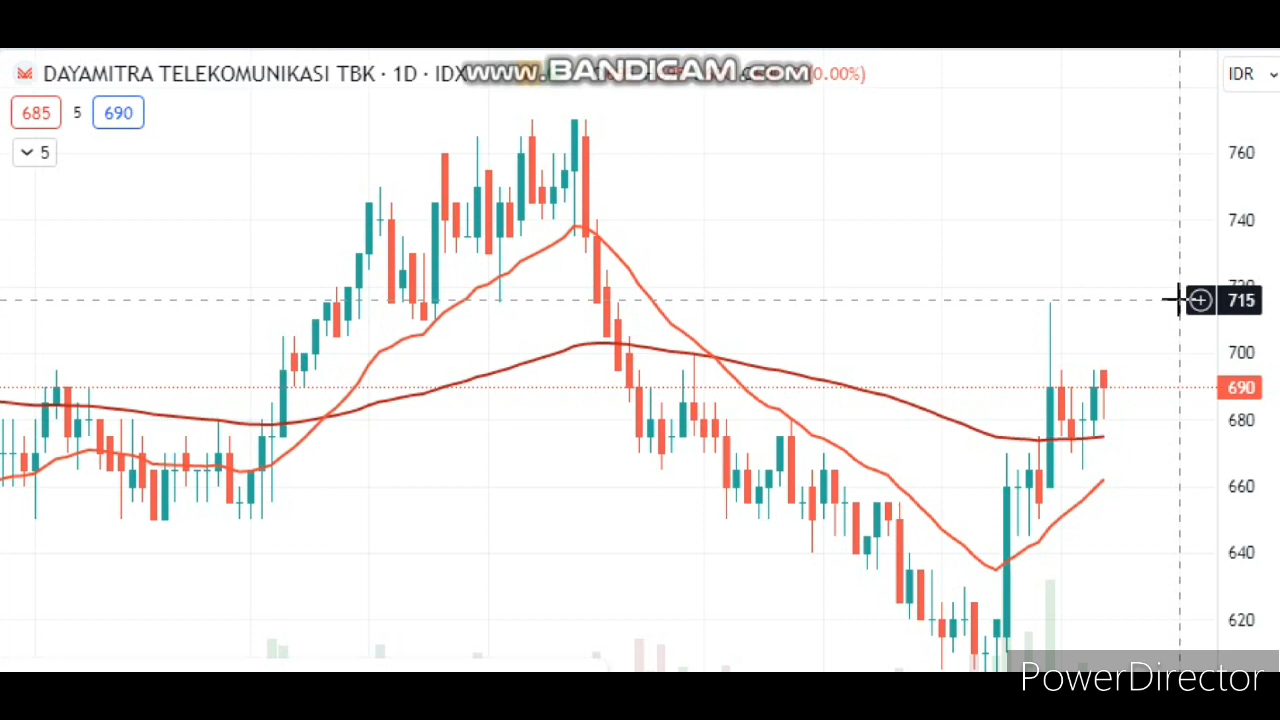 DAYAMITRA TELEKOMUNIKASI TBK · 1D · IDX
www.BANDICAM.com
0.00%)
IDR
685 5 690
5
760
740
715
700
690
680
660
640
620
PowerDirector